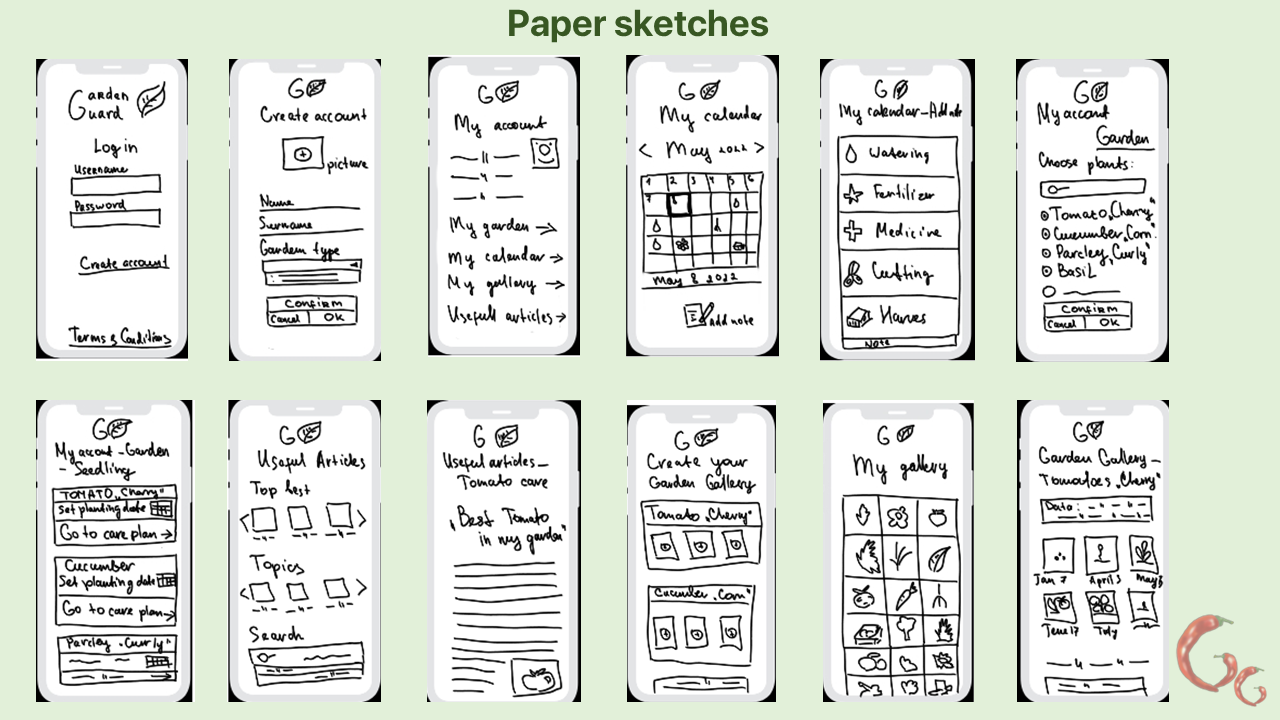 Paper sketches
Garden
Guard
Log in
Username
Password
Create account
Terms & Conditions
G
Create account
picture
Name
Surname
Garden type
Confirm
Cancel OK
G
My account
My garden →
My calendar →
My gallery →
Usefull articles →
G
My calendar
< May 2022 >
1 2 3 4 5 6
7 8
May 8 2022
Add note
G
My calendar - Add note
Watering
Fertilizer
Medicine
Cutting
Harves
Note
G
My account
Garden
Choose plants:
Tomato „Cherry"
Cucumber „Corn"
Parsley „Curly"
Basil
Confirm
Cancel OK
G
My accout - Garden
- Seedling
TOMATO „Cherry"
Set planting date
Go to care plan →
Cucumber
Set planting date
Go to care plan →
Parcley „Curly"
G
Useful Articles
Top best
< >
Topics
< >
Search
G
Useful articles -
Tomato care
„Best Tomato
in my garden"
G
Create your
Garden Gallery
Tomato „Cherry"
Cucumber „Corn"
G
My gallery
G
Garden Gallery -
Tomatoes „Cherry"
Data:
Jan 7 April 3 May 5
June 17 July
G G